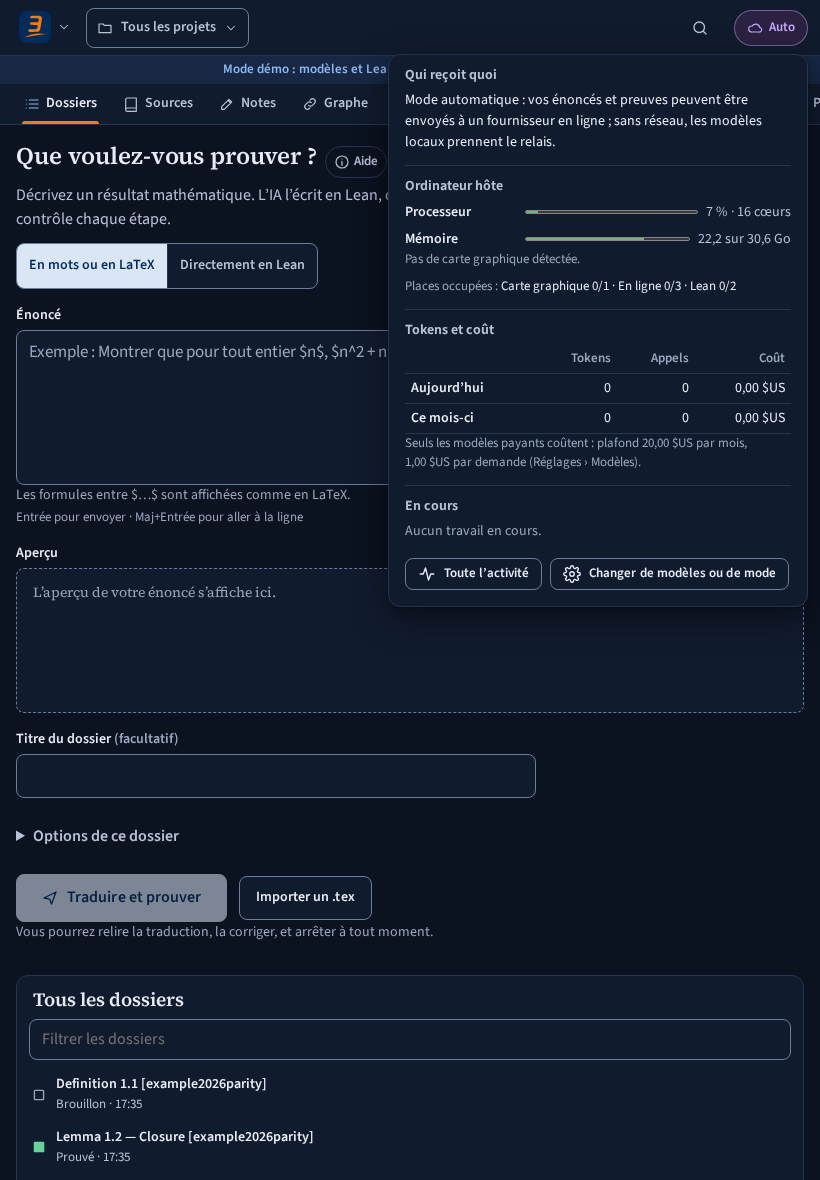 Tous les projets
Auto
Mode démo : modèles et Lea
Dossiers
Sources
Notes
Graphe
P
Que voulez-vous prouver ?
Aide
Décrivez un résultat mathématique. L’IA l’écrit en Lean,
contrôle chaque étape.
En mots ou en LaTeX
Directement en Lean
Énoncé
Exemple : Montrer que pour tout entier $n$, $n^2 + n
Les formules entre $…$ sont affichées comme en LaTeX.
Entrée pour envoyer · Maj+Entrée pour aller à la ligne
Aperçu
L’aperçu de votre énoncé s’affiche ici.
Titre du dossier (facultatif)
Options de ce dossier
Traduire et prouver
Importer un .tex
Vous pourrez relire la traduction, la corriger, et arrêter à tout moment.
Tous les dossiers
Filtrer les dossiers
Definition 1.1 [example2026parity]
Brouillon · 17:35
Lemma 1.2 — Closure [example2026parity]
Prouvé · 17:35
Qui reçoit quoi
Mode automatique : vos énoncés et preuves peuvent être
envoyés à un fournisseur en ligne ; sans réseau, les modèles
locaux prennent le relais.
Ordinateur hôte
Processeur 7 % · 16 cœurs
Mémoire 22,2 sur 30,6 Go
Pas de carte graphique détectée.
Places occupées : Carte graphique 0/1 · En ligne 0/3 · Lean 0/2
Tokens et coût
Tokens Appels Coût
Aujourd’hui 0 0 0,00 $US
Ce mois-ci 0 0 0,00 $US
Seuls les modèles payants coûtent : plafond 20,00 $US par mois,
1,00 $US par demande (Réglages › Modèles).
En cours
Aucun travail en cours.
Toute l’activité
Changer de modèles ou de mode